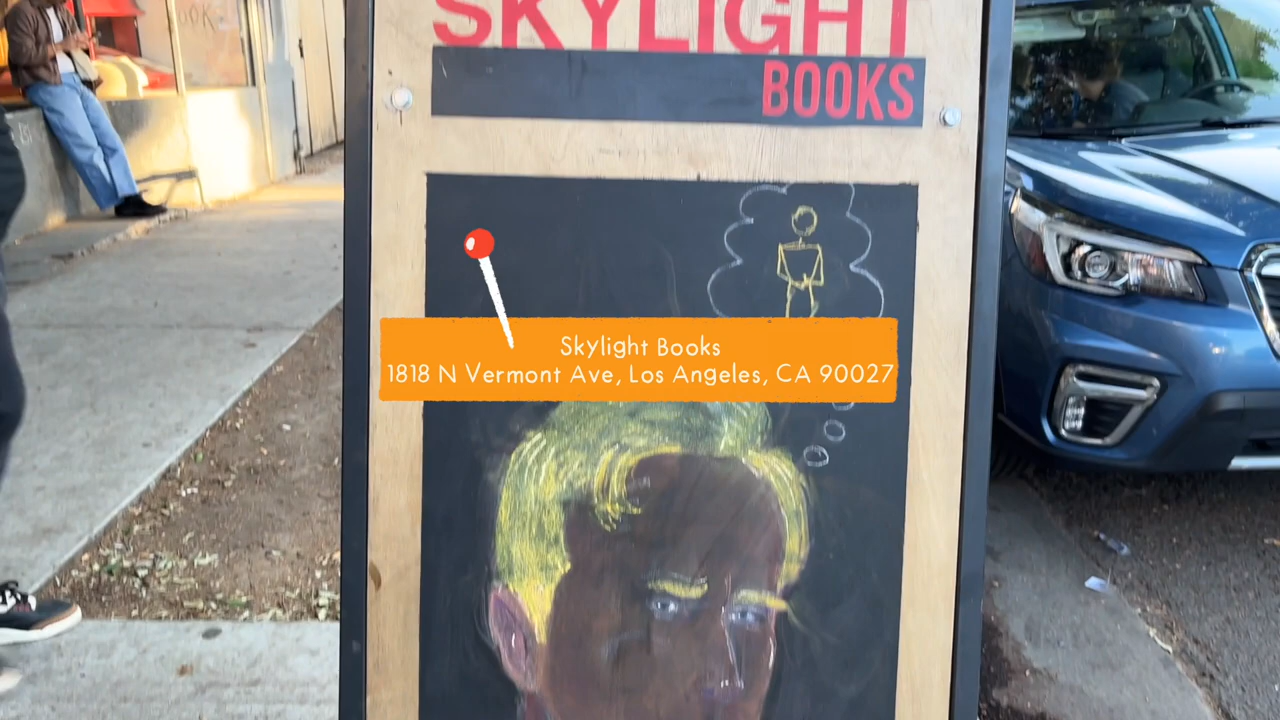 SKYLIGHT
BOOKS
Skylight Books
1818 N Vermont Ave, Los Angeles, CA 90027